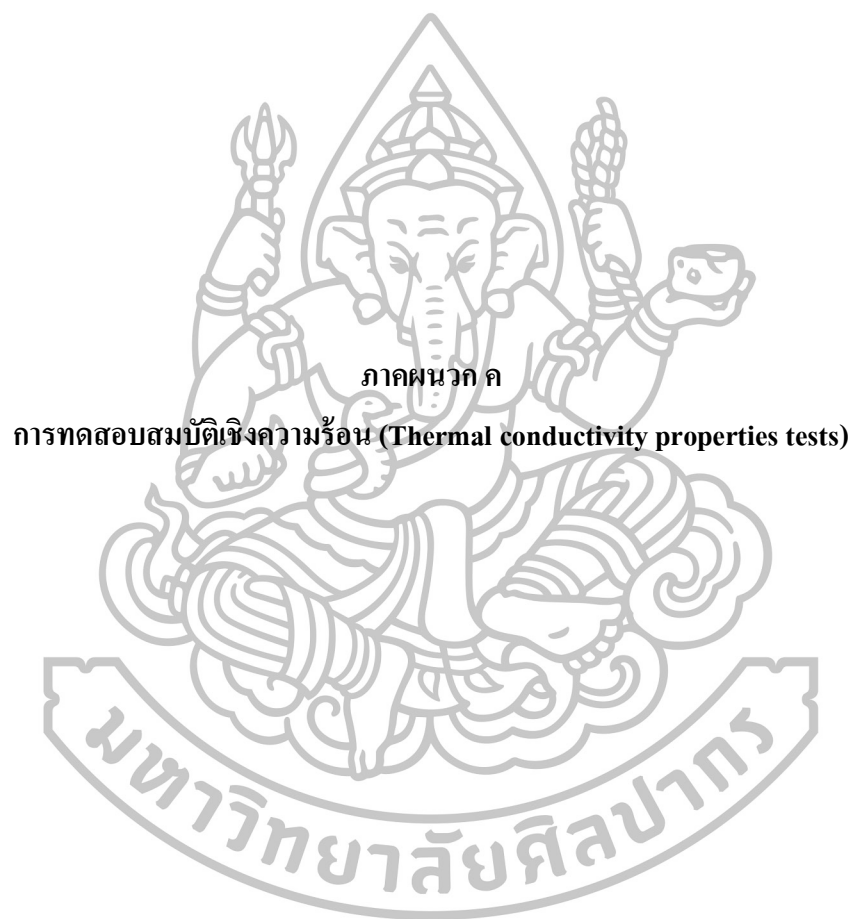 ภาคผนวก ค
การทดสอบสมบัติเชิงความร้อน (Thermal conductivity properties tests)
มหาวิทยาลัยศิลปากร